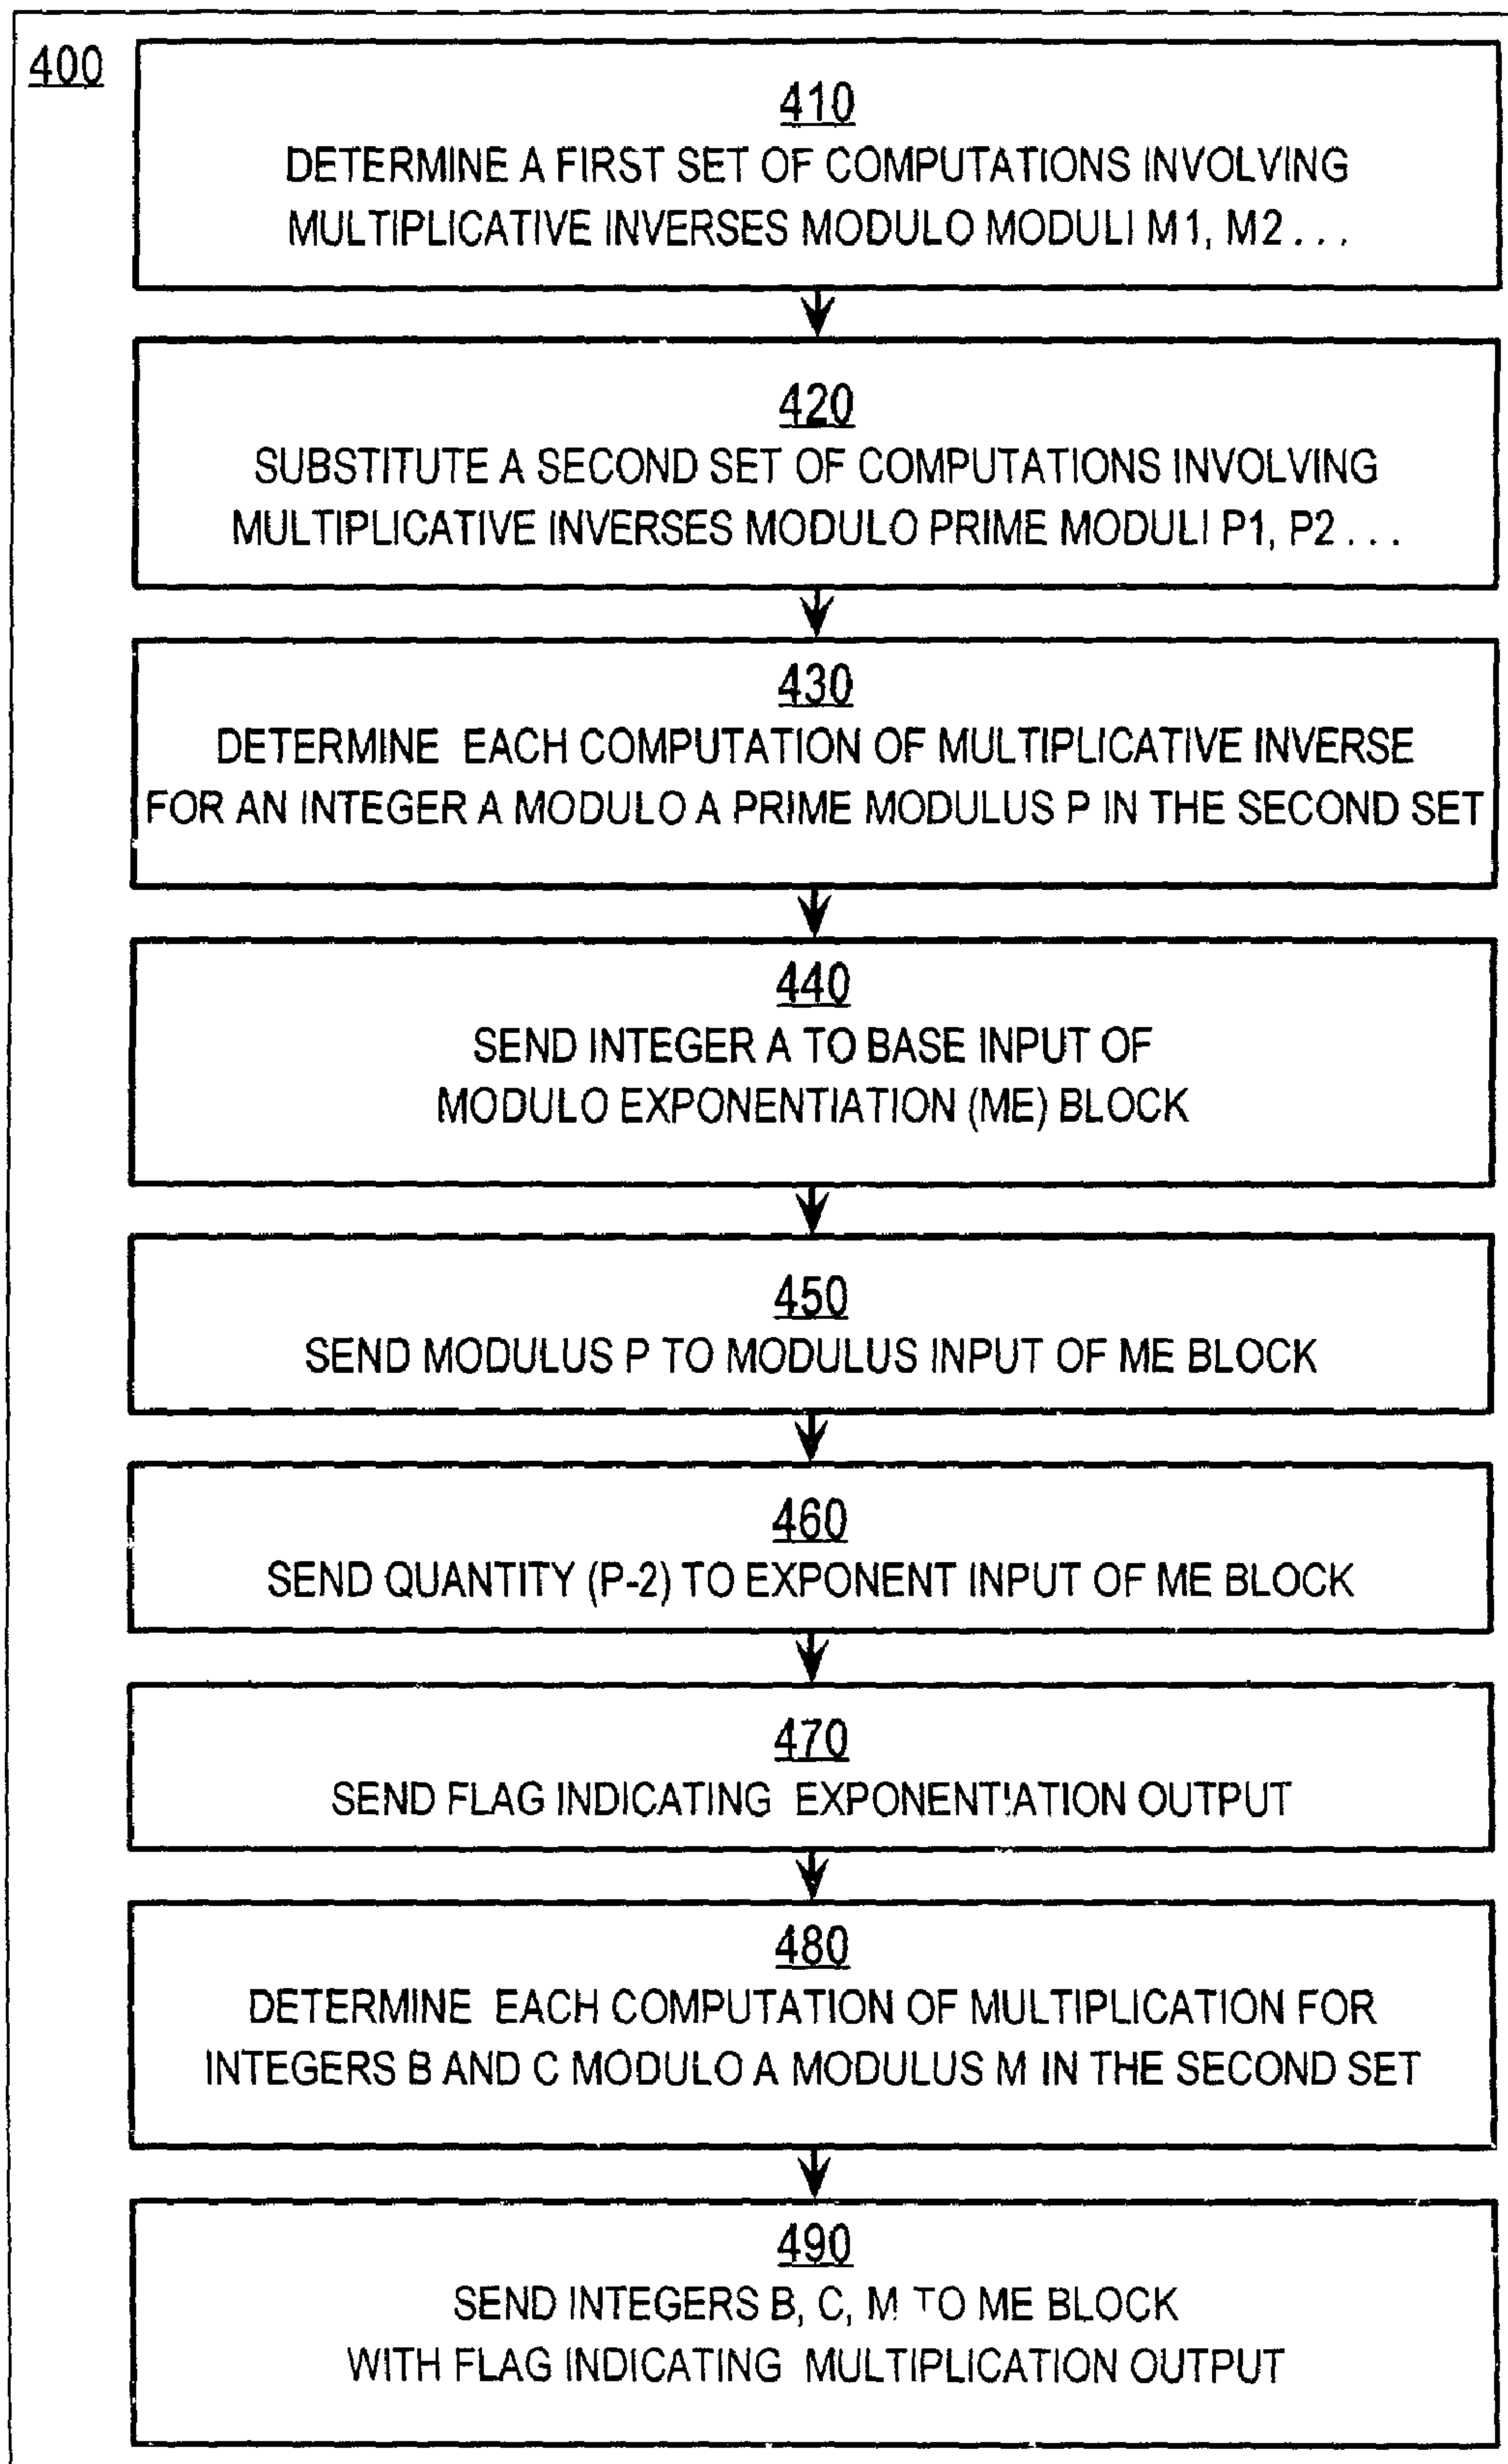 400
410
DETERMINE A FIRST SET OF COMPUTATIONS INVOLVING
MULTIPLICATIVE INVERSES MODULO MODULI M1, M2 . . .
420
SUBSTITUTE A SECOND SET OF COMPUTATIONS INVOLVING
MULTIPLICATIVE INVERSES MODULO PRIME MODULI P1, P2 . . .
430
DETERMINE EACH COMPUTATION OF MULTIPLICATIVE INVERSE
FOR AN INTEGER A MODULO A PRIME MODULUS P IN THE SECOND SET
440
SEND INTEGER A TO BASE INPUT OF
MODULO EXPONENTIATION (ME) BLOCK
450
SEND MODULUS P TO MODULUS INPUT OF ME BLOCK
460
SEND QUANTITY (P-2) TO EXPONENT INPUT OF ME BLOCK
470
SEND FLAG INDICATING EXPONENTIATION OUTPUT
480
DETERMINE EACH COMPUTATION OF MULTIPLICATION FOR
INTEGERS B AND C MODULO A MODULUS M IN THE SECOND SET
490
SEND INTEGERS B, C, M TO ME BLOCK
WITH FLAG INDICATING MULTIPLICATION OUTPUT